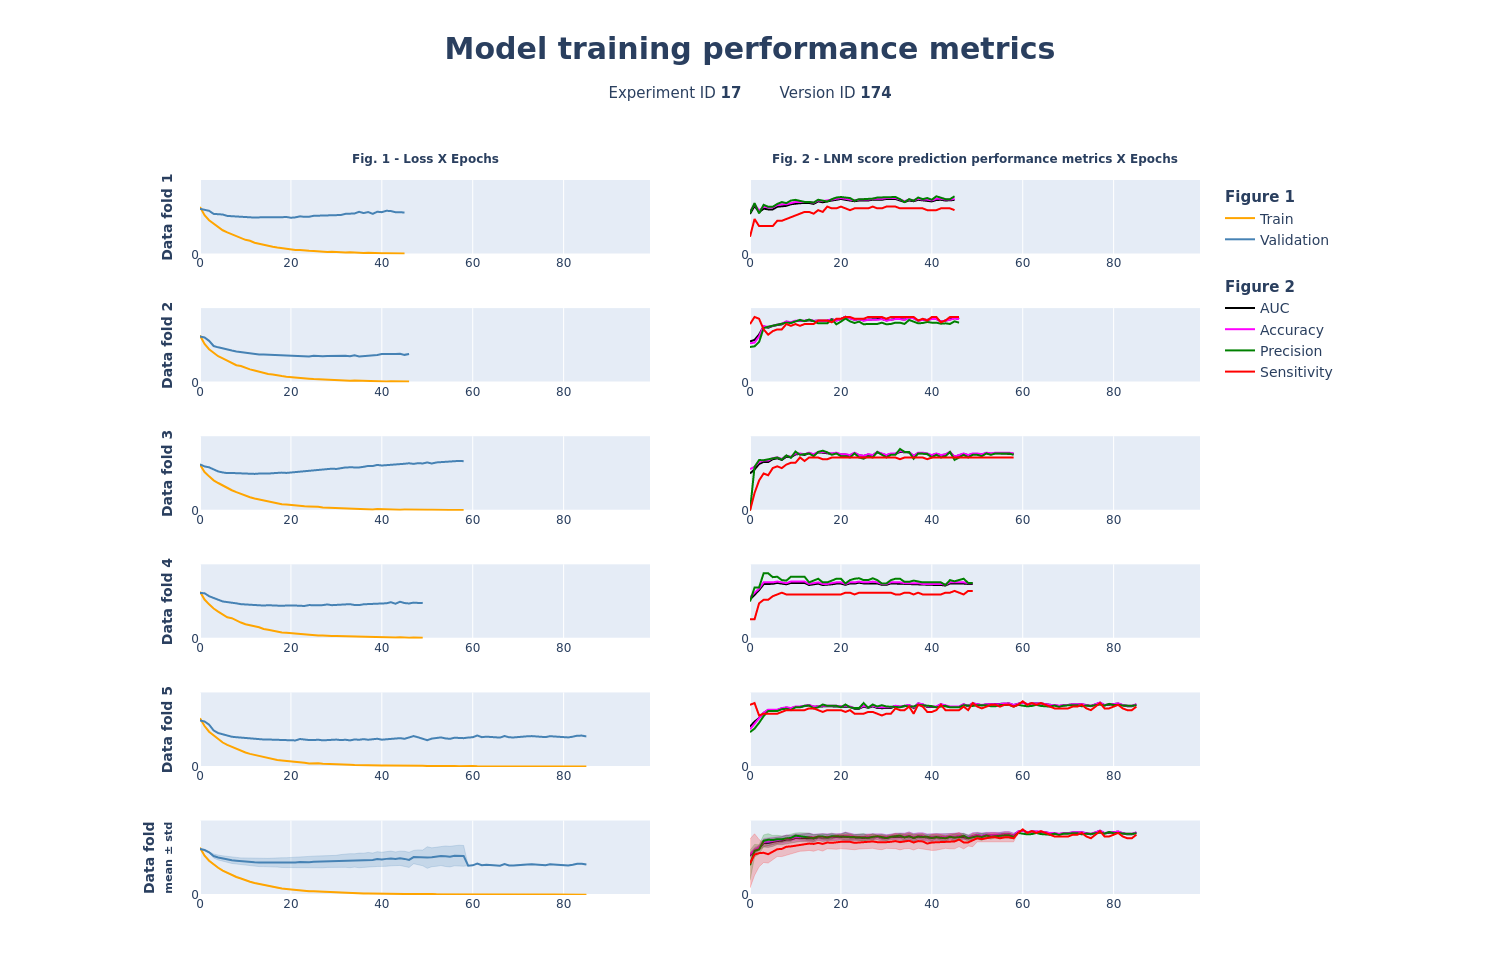 Model training performance metrics
Experiment ID 17 Version ID 174
Fig. 1 - Loss X Epochs
Fig. 2 - LNM score prediction performance metrics X Epochs
Data fold 1
0
0 20 40 60 80
0
0 20 40 60 80
Figure 1
Train
Validation
Figure 2
AUC
Accuracy
Precision
Sensitivity
Data fold 2
0
0 20 40 60 80
0
0 20 40 60 80
Data fold 3
0
0 20 40 60 80
0
0 20 40 60 80
Data fold 4
0
0 20 40 60 80
0
0 20 40 60 80
Data fold 5
0
0 20 40 60 80
0
0 20 40 60 80
Data fold
mean ± std
0
0 20 40 60 80
0
0 20 40 60 80